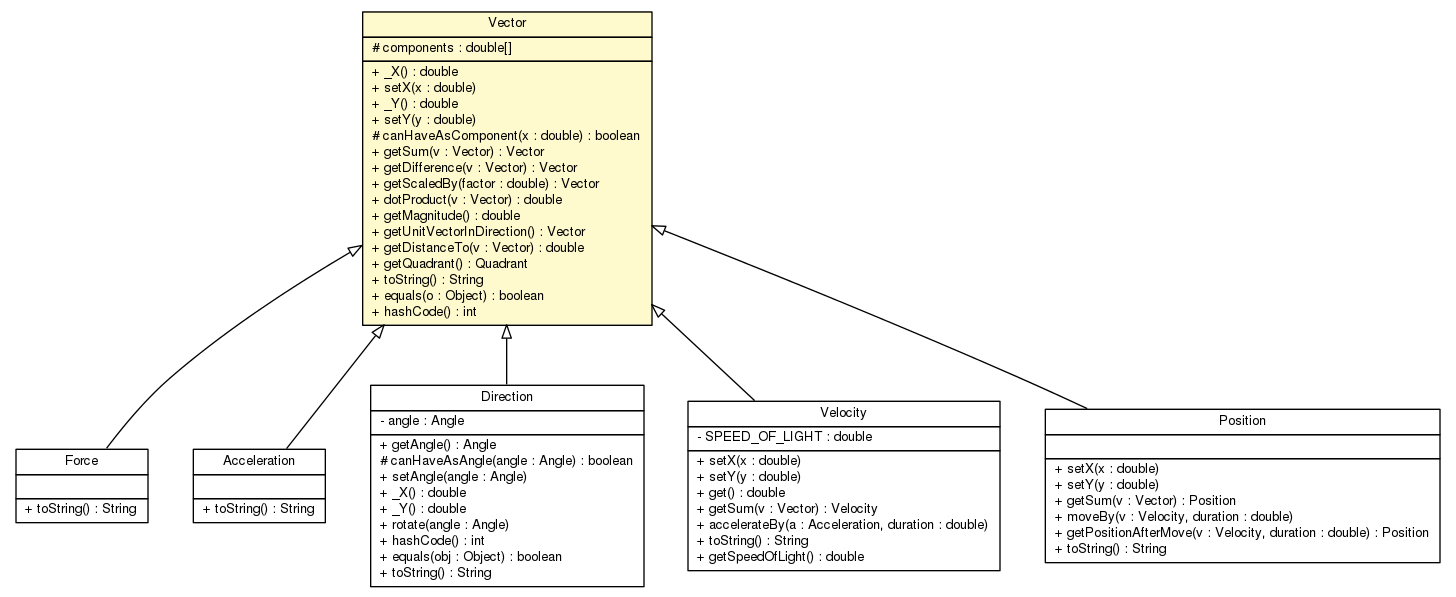 Vector
# components : double[]
+ _X() : double
+ setX(x : double)
+ _Y() : double
+ setY(y : double)
# canHaveAsComponent(x : double) : boolean
+ getSum(v : Vector) : Vector
+ getDifference(v : Vector) : Vector
+ getScaledBy(factor : double) : Vector
+ dotProduct(v : Vector) : double
+ getMagnitude() : double
+ getUnitVectorInDirection() : Vector
+ getDistanceTo(v : Vector) : double
+ getQuadrant() : Quadrant
+ toString() : String
+ equals(o : Object) : boolean
+ hashCode() : int
Force
+ toString() : String
Acceleration
+ toString() : String
Direction
- angle : Angle
+ getAngle() : Angle
# canHaveAsAngle(angle : Angle) : boolean
+ setAngle(angle : Angle)
+ _X() : double
+ _Y() : double
+ rotate(angle : Angle)
+ hashCode() : int
+ equals(obj : Object) : boolean
+ toString() : String
Velocity
- SPEED_OF_LIGHT : double
+ setX(x : double)
+ setY(y : double)
+ get() : double
+ getSum(v : Vector) : Velocity
+ accelerateBy(a : Acceleration, duration : double)
+ toString() : String
+ getSpeedOfLight() : double
Position
+ setX(x : double)
+ setY(y : double)
+ getSum(v : Vector) : Position
+ moveBy(v : Velocity, duration : double)
+ getPositionAfterMove(v : Velocity, duration : double) : Position
+ toString() : String